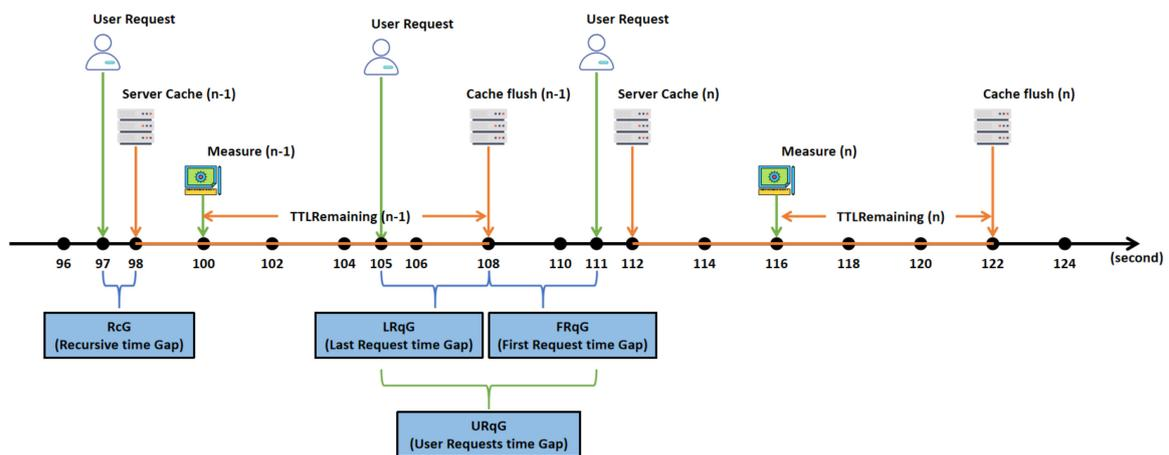 User Request
User Request
User Request
Server Cache (n-1)
Cache flush (n-1)
Server Cache (n)
Cache flush (n)
Measure (n-1)
Measure (n)
TTLRemaining (n-1)
TTLRemaining (n)
96 97 98 100 102 104 105 106 108 110 111 112 114 116 118 120 122 124
(second)
RcG
(Recursive time Gap)
LRqG
(Last Request time Gap)
FRqG
(First Request time Gap)
URqG
(User Requests time Gap)